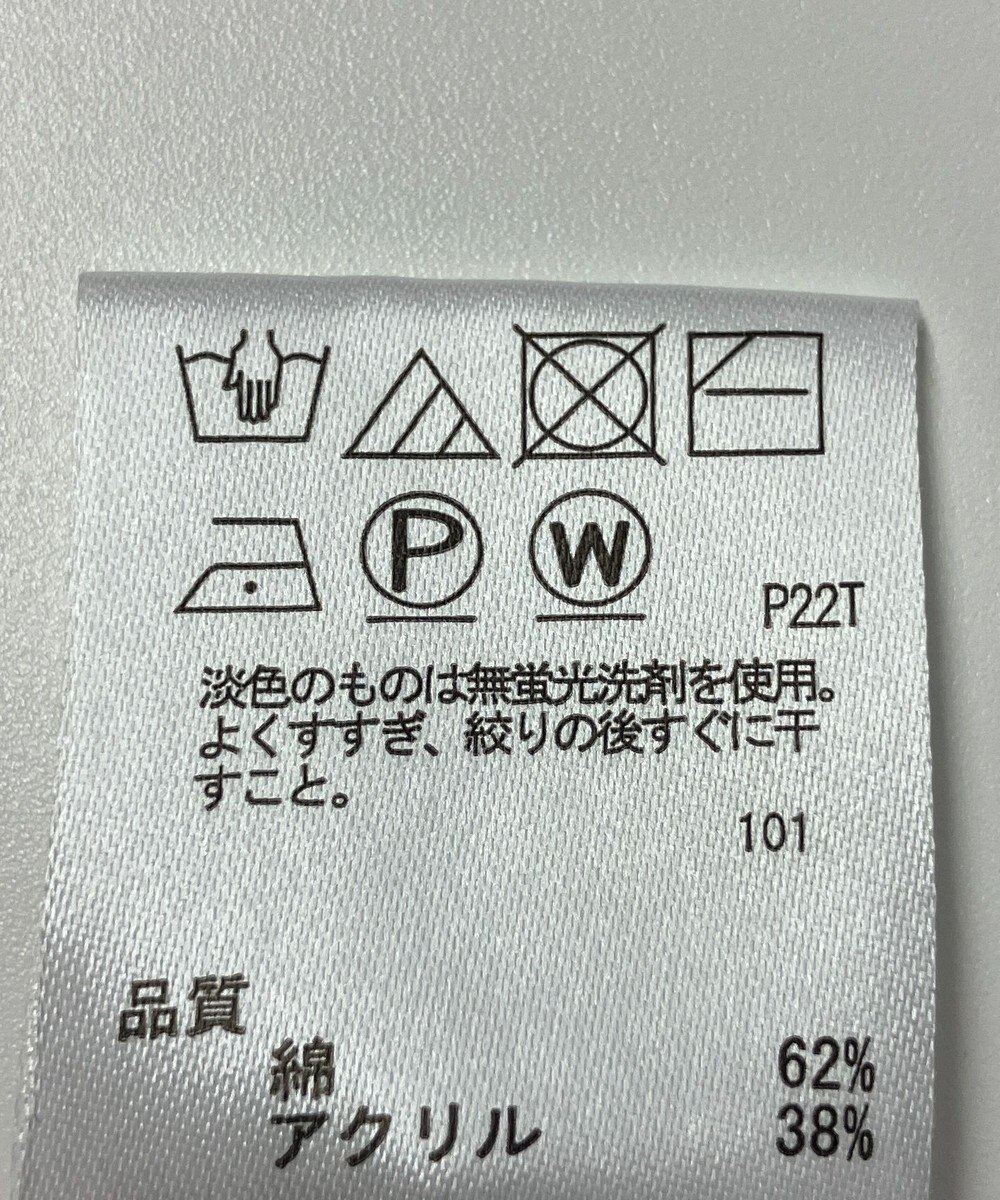 P W P22T
淡色のものは無蛍光洗剤を使用。
よくすすぎ、絞りの後すぐに干
すこと。
101
品質
綿 62%
アクリル 38%